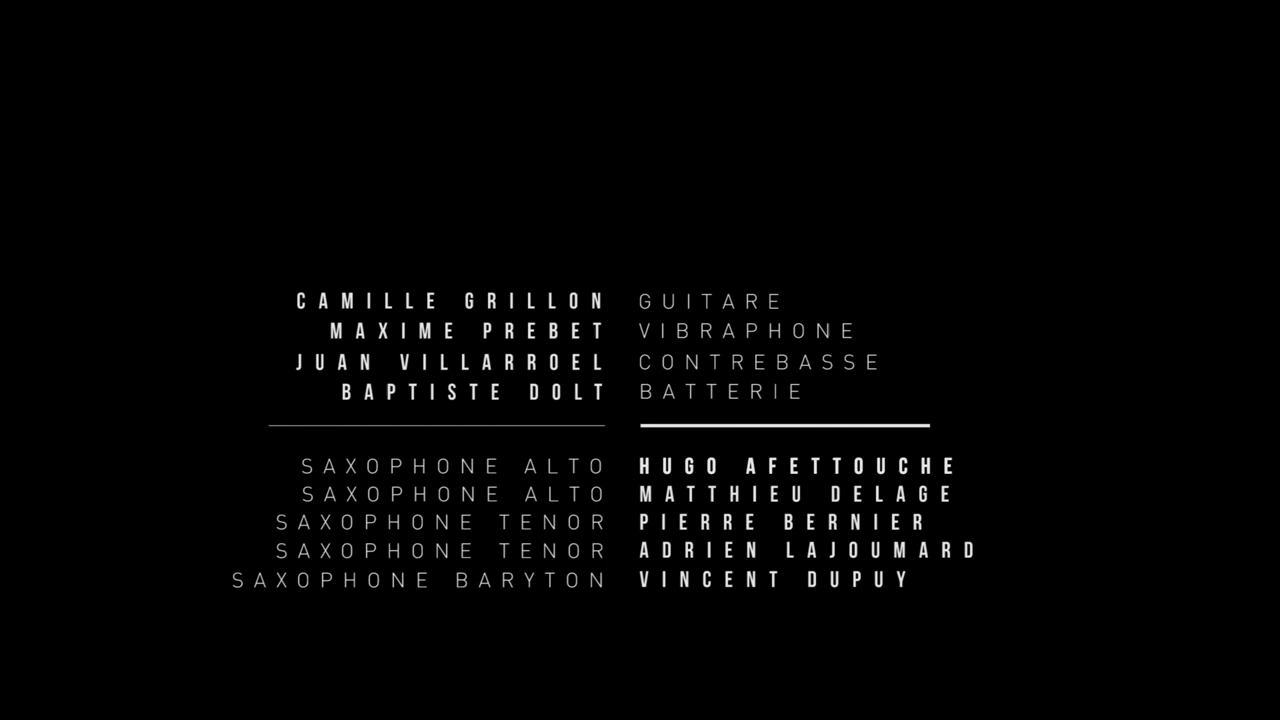 CAMILLE GRILLON GUITARE
MAXIME PREBET VIBRAPHONE
JUAN VILLARROEL CONTREBASSE
BAPTISTE DOLT BATTERIE
SAXOPHONE ALTO HUGO AFETTOUCHE
SAXOPHONE ALTO MATTHIEU DELAGE
SAXOPHONE TENOR PIERRE BERNIER
SAXOPHONE TENOR ADRIEN LAJOUMARD
SAXOPHONE BARYTON VINCENT DUPUY